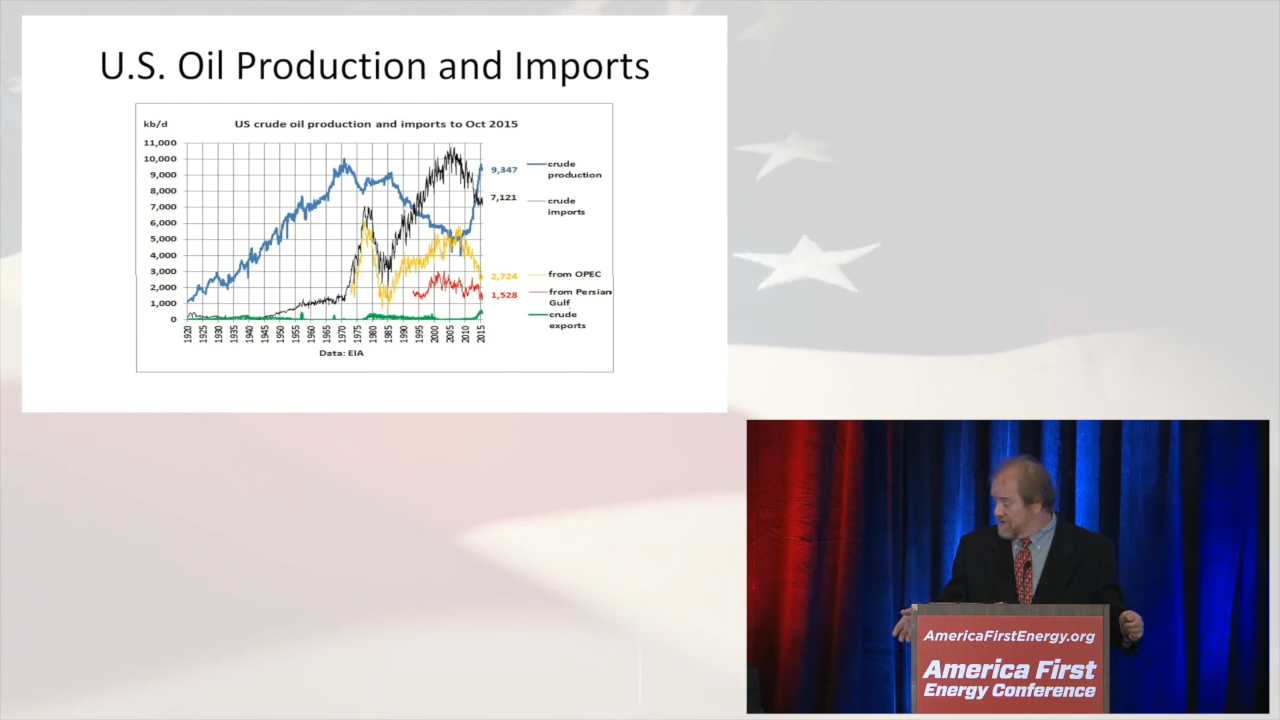 U.S. Oil Production and Imports
kb/d
US crude oil production and imports to Oct 2015
11,000
10,000
9,000
8,000
7,000
6,000
5,000
4,000
3,000
2,000
1,000
0
9,347
7,121
2,724
1,528
crude
production
crude
imports
from OPEC
from Persian
Gulf
crude
exports
1920
1925
1930
1935
1940
1945
1950
1955
1960
1965
1970
1975
1980
1985
1990
1995
2000
2005
2010
2015
Data: EIA
AmericaFirstEnergy.org
America First
Energy Conference